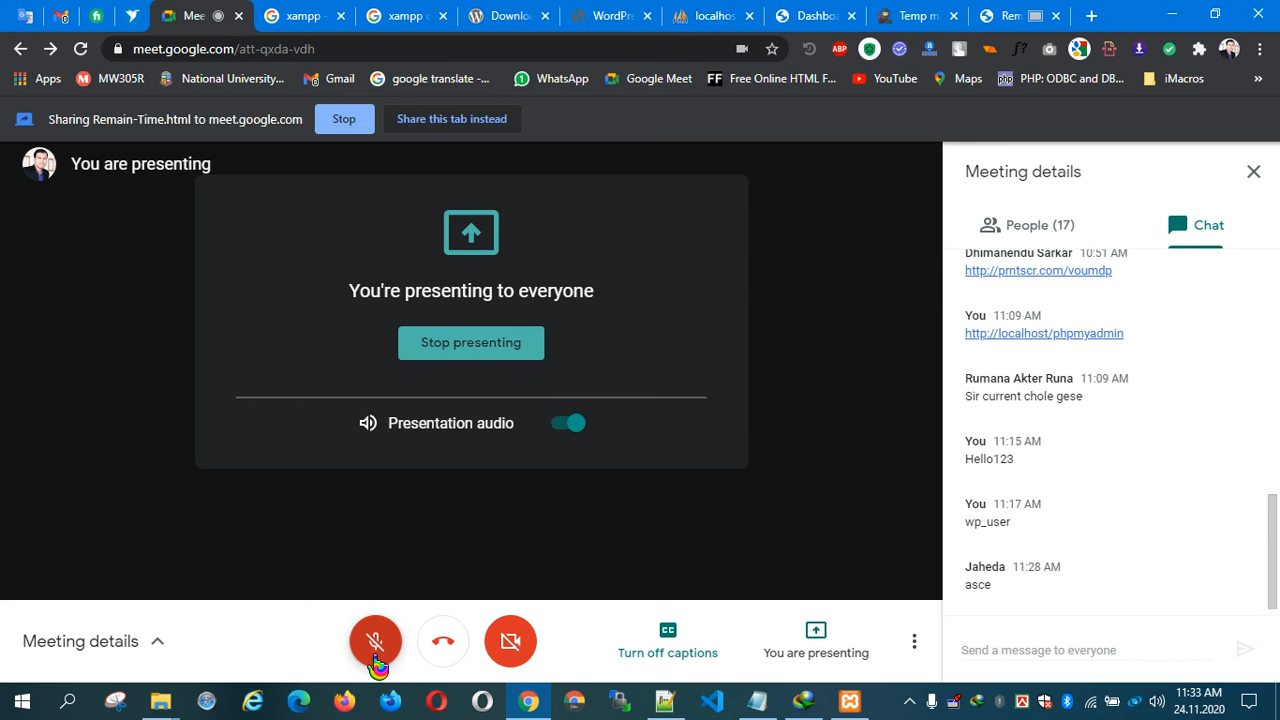 Mee
xampp -
xampp d
Downlo
WordPre
localhos
Dashboa
Temp m
Rem
meet.google.com/att-qxda-vdh
ABP
f?
Apps
MW305R
National University...
Gmail
google translate -...
WhatsApp
Google Meet
FF Free Online HTML F...
YouTube
Maps
php PHP: ODBC and DB...
iMacros
»
Sharing Remain-Time.html to meet.google.com
Stop
Share this tab instead
You are presenting
You're presenting to everyone
Stop presenting
Presentation audio
Meeting details
People (17)
Chat
Dhimanendu Sarkar 10:51 AM
http://prntscr.com/voumdp
You 11:09 AM
http://localhost/phpmyadmin
Rumana Akter Runa 11:09 AM
Sir current chole gese
You 11:15 AM
Hello123
You 11:17 AM
wp_user
Jaheda 11:28 AM
asce
Send a message to everyone
Meeting details
CC
Turn off captions
You are presenting
11:33 AM
24.11.2020